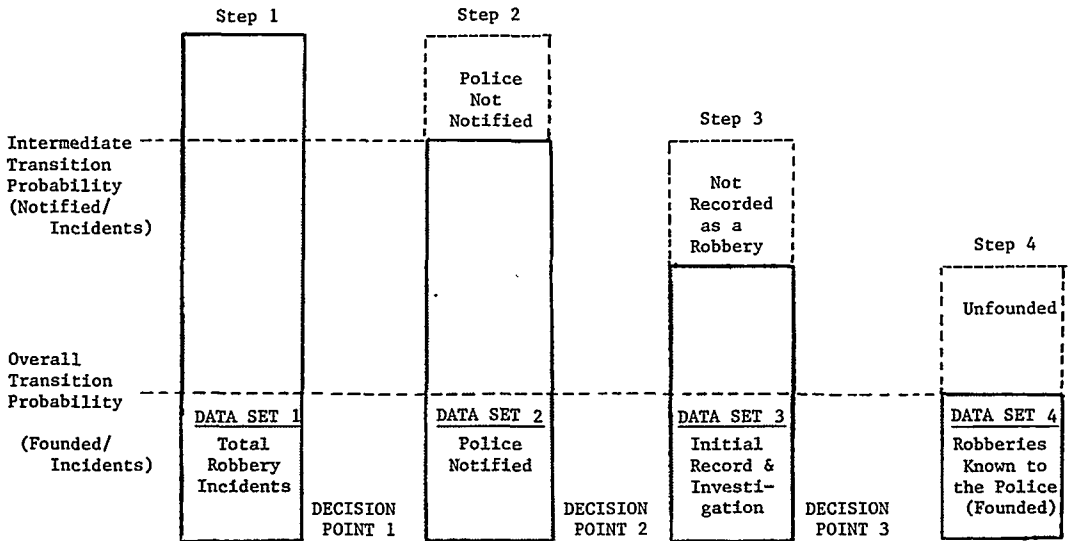 Step 1
Step 2
Police
Not
Notified
Step 3
Intermediate
Transition
Probability
(Notified/
Incidents)
Not
Recorded
as a
Robbery
Step 4
Unfounded
Overall
Transition
Probability
(Founded/
Incidents)
DATA SET 1
Total
Robbery
Incidents
DECISION
POINT 1
DATA SET 2
Police
Notified
DECISION
POINT 2
DATA SET 3
Initial
Record &
Investi-
gation
DECISION
POINT 3
DATA SET 4
Robberies
Known to
the Police
(Founded)